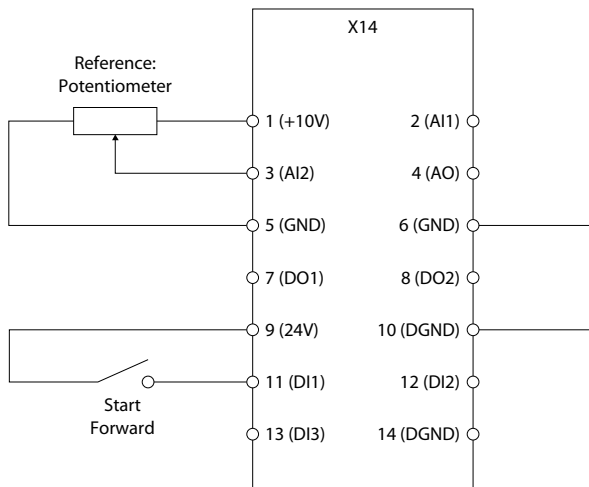 X14
Reference:
Potentiometer
1 (+10V)
2 (AI1)
3 (AI2)
4 (AO)
5 (GND)
6 (GND)
7 (DO1)
8 (DO2)
9 (24V)
10 (DGND)
11 (DI1)
12 (DI2)
Start
Forward
13 (DI3)
14 (DGND)